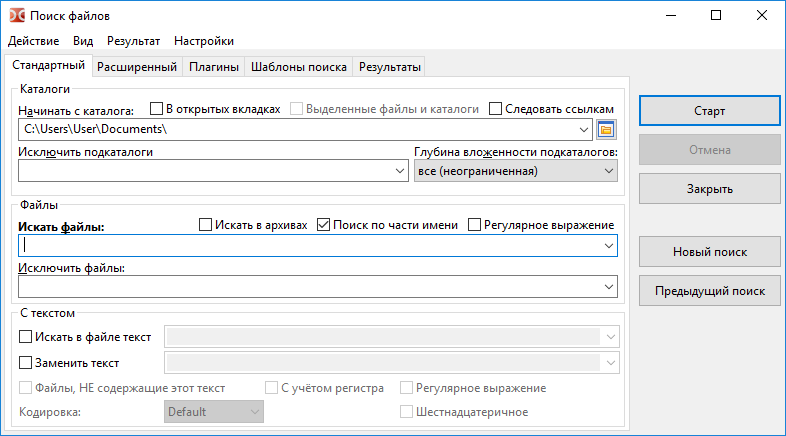 Поиск файлов
Действие Вид Результат Настройки
Стандартный Расширенный Плагины Шаблоны поиска Результаты
Каталоги
Начинать с каталога: В открытых вкладках Выделенные файлы и каталоги Следовать ссылкам
C:\Users\User\Documents\
Исключить подкаталоги Глубина вложенности подкаталогов:
все (неограниченная)
Файлы
Искать файлы: Искать в архивах Поиск по части имени Регулярное выражение
Исключить файлы:
С текстом
Искать в файле текст
Заменить текст
Файлы, НЕ содержащие этот текст С учётом регистра Регулярное выражение
Кодировка: Default Шестнадцатеричное
Старт
Отмена
Закрыть
Новый поиск
Предыдущий поиск